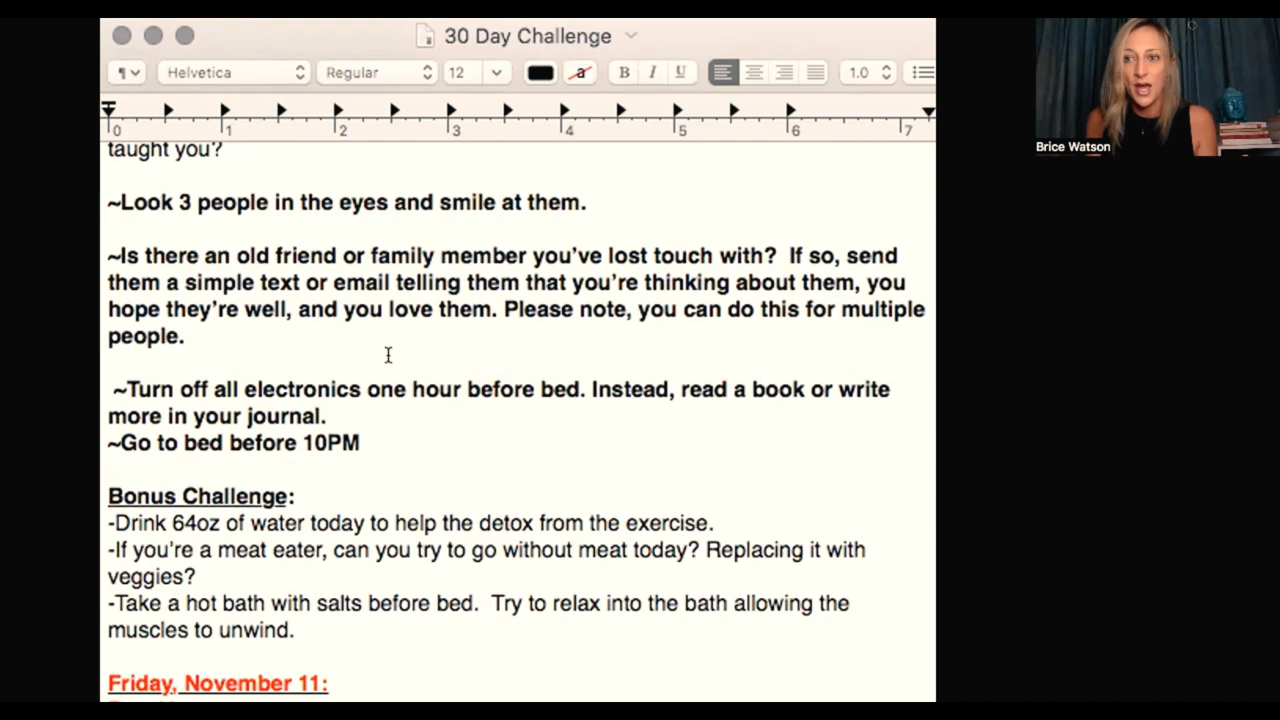 30 Day Challenge
Helvetica Regular 12 a B I U 1.0
0 1 2 3 4 5 6 7
taught you?
~Look 3 people in the eyes and smile at them.
~Is there an old friend or family member you’ve lost touch with?  If so, send
them a simple text or email telling them that you’re thinking about them, you
hope they’re well, and you love them. Please note, you can do this for multiple
people.
~Turn off all electronics one hour before bed. Instead, read a book or write
more in your journal.
~Go to bed before 10PM
Bonus Challenge:
-Drink 64oz of water today to help the detox from the exercise.
-If you’re a meat eater, can you try to go without meat today? Replacing it with
veggies?
-Take a hot bath with salts before bed.  Try to relax into the bath allowing the
muscles to unwind.
Friday, November 11:
Brice Watson